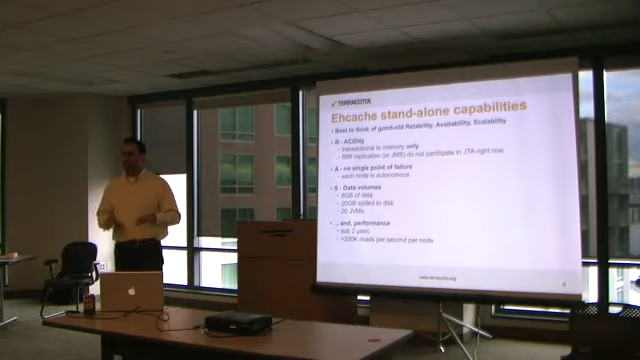 TERRACOTTA
Ehcache stand-alone capabilities
• Best to think of good-old Reliability, Availability, Scalability
• R - ACiDity
- transactional to memory only
- RMI replication (or JMS) do not participate in JTA right now
• A - no single point of failure
- each node is autonomous
• S - Data volumes
- 6GB of data
- 20GB spilled to disk
- 20 JVMs
• ... and, performance
- sub 2 µsec
- >200K reads per second per node
www.terracotta.org